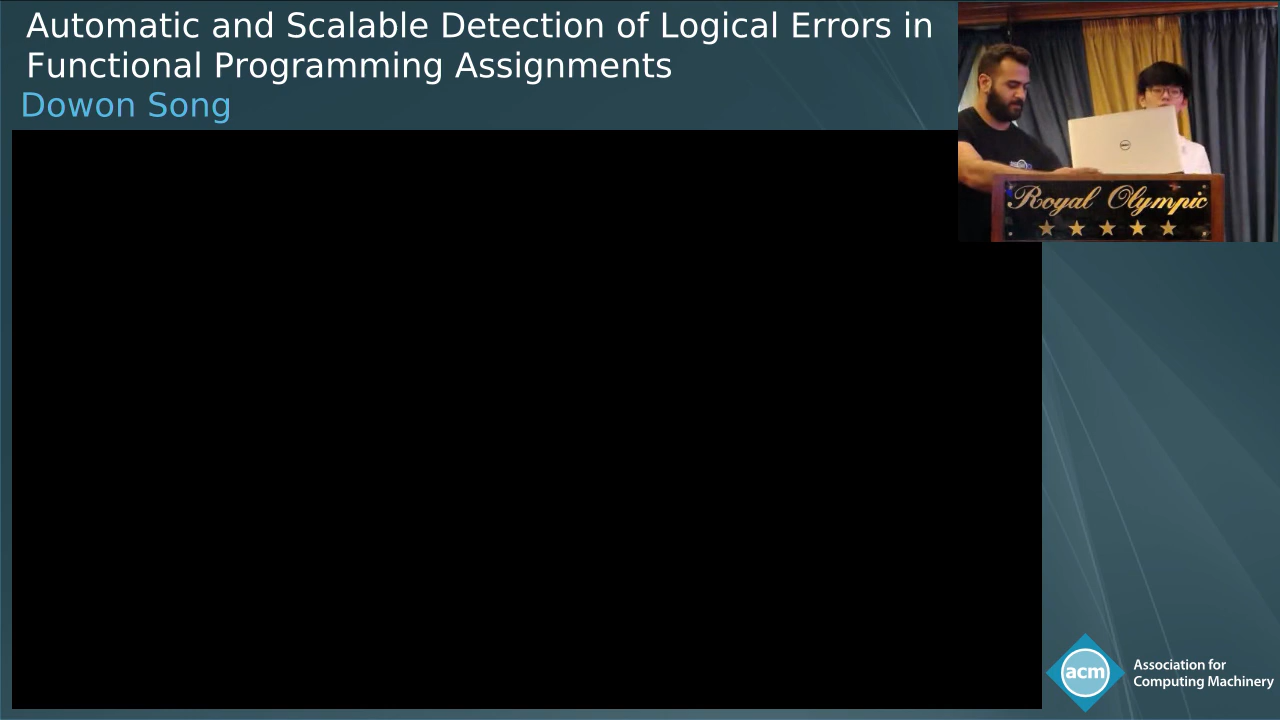 Automatic and Scalable Detection of Logical Errors in
Functional Programming Assignments
Dowon Song
DELL
Royal Olympic
acm
Association for
Computing Machinery